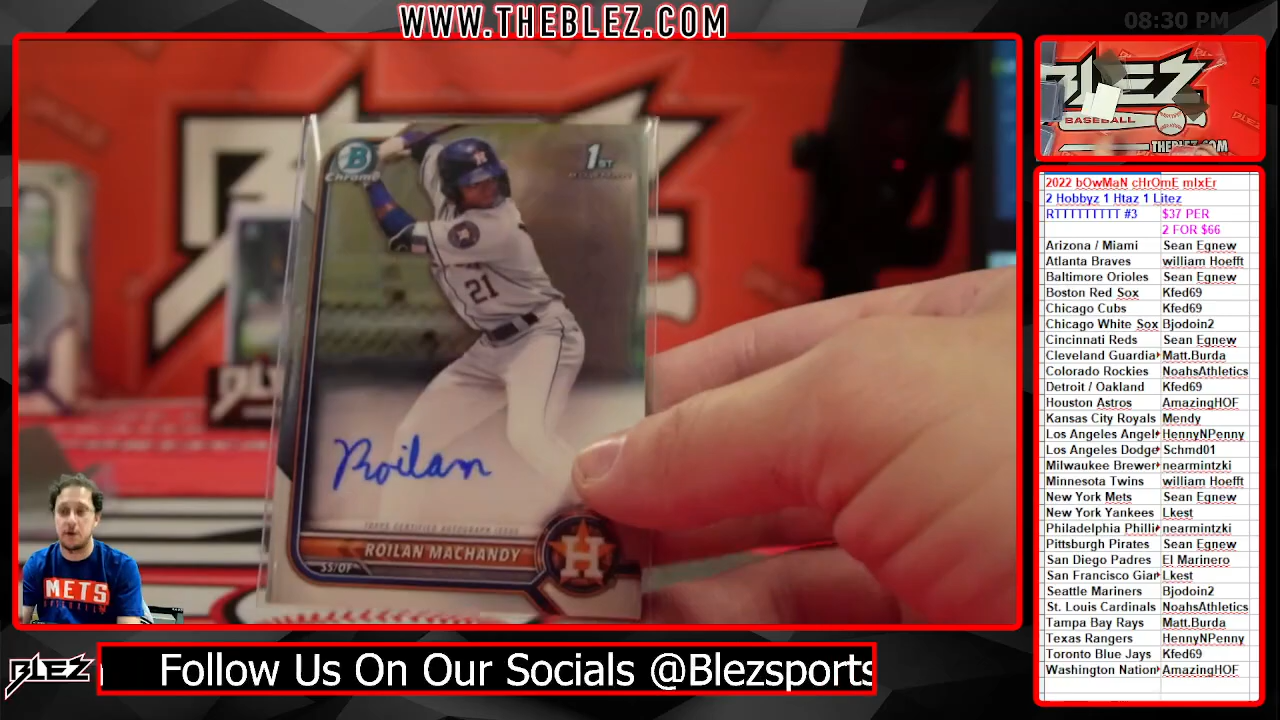 WWW.THEBLEZ.COM
08:30 PM
B
Chrome
1ST
21
Roilan
TOPPS CERTIFIED AUTOGRAPH ISSUE
ROILAN MACHANDY
SS/OF
H
METS
BLEZ
BASEBALL
THEBLEZ.COM
2022 bOwMaN cHrOmE mIxEr
2 Hobbyz 1 Htaz 1 Litez
RTTTTTTTTT #3 $37 PER
2 FOR $66
Arizona / Miami Sean Egnew
Atlanta Braves william Hoefft
Baltimore Orioles Sean Egnew
Boston Red Sox Kfed69
Chicago Cubs Kfed69
Chicago White Sox Bjodoin2
Cincinnati Reds Sean Egnew
Cleveland Guardia Matt.Burda
Colorado Rockies NoahsAthletics
Detroit / Oakland Kfed69
Houston Astros AmazingHOF
Kansas City Royals Mendy
Los Angeles Angel HennyNPenny
Los Angeles Dodge Schmd01
Milwaukee Brewer nearmintzki
Minnesota Twins william Hoefft
New York Mets Sean Egnew
New York Yankees Lkest
Philadelphia Philli nearmintzki
Pittsburgh Pirates Sean Egnew
San Diego Padres El Marinero
San Francisco Gian Lkest
Seattle Mariners Bjodoin2
St. Louis Cardinals NoahsAthletics
Tampa Bay Rays Matt.Burda
Texas Rangers HennyNPenny
Toronto Blue Jays Kfed69
Washington Nation AmazingHOF
BLEZ
Follow Us On Our Socials @Blezsports